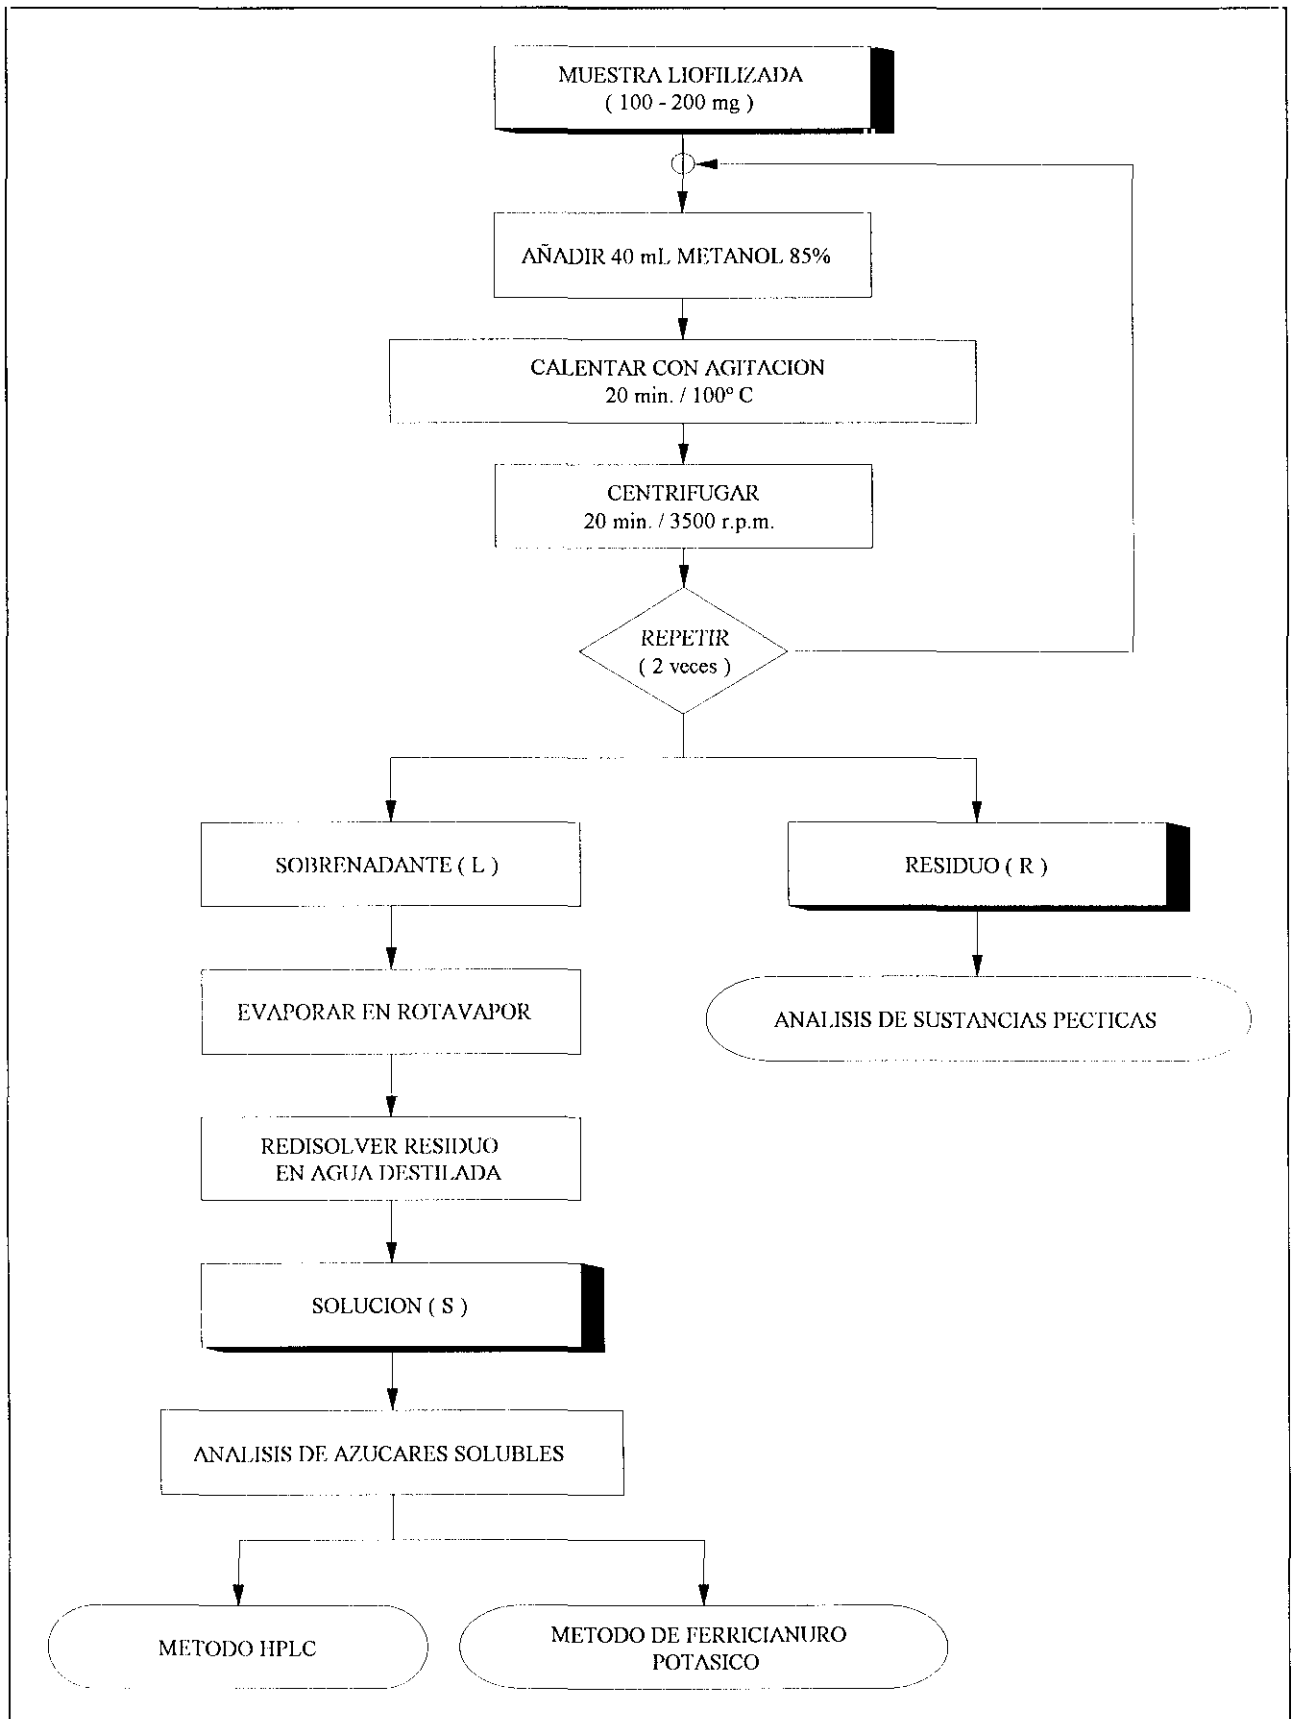 MUESTRA LIOFILIZADA
( 100 - 200 mg )
AÑADIR 40 mL METANOL 85%
CALENTAR CON AGITACION
20 min. / 100º C
CENTRIFUGAR
20 min. / 3500 r.p.m.
REPETIR
( 2 veces )
SOBRENADANTE ( L )
RESIDUO ( R )
EVAPORAR EN ROTAVAPOR
ANALISIS DE SUSTANCIAS PECTICAS
REDISOLVER RESIDUO
EN AGUA DESTILADA
SOLUCION ( S )
ANALISIS DE AZUCARES SOLUBLES
METODO HPLC
METODO DE FERRICIANURO
POTASICO